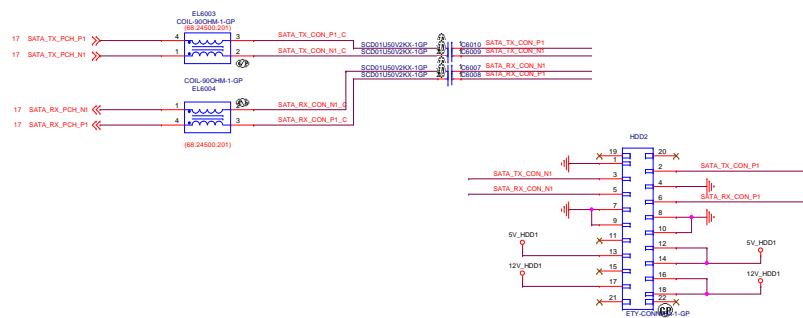 EL6003
COIL-90OHM-1-GP
(68.24500.201)
17 SATA_TX_PCH_P1 4 3 SATA_TX_CON_P1_C
17 SATA_TX_PCH_N1 1 2 SATA_TX_CON_N1_C
SCD01U50V2KX-1GP C6010 SATA_TX_CON_P1
SCD01U50V2KX-1GP C6009 SATA_TX_CON_N1
SCD01U50V2KX-1GP C6007 SATA_RX_CON_N1
SCD01U50V2KX-1GP C6008 SATA_RX_CON_P1
COIL-90OHM-1-GP
EL6004
17 SATA_RX_PCH_N1 1 2 SATA_RX_CON_N1_C
17 SATA_RX_PCH_P1 4 3 SATA_RX_CON_P1_C
(68.24500.201)
HDD2
19 20
1
2 SATA_TX_CON_P1
SATA_TX_CON_N1 3
4
SATA_RX_CON_N1 5
6 SATA_RX_CON_P1
7
8
9
10
11
5V_HDD1 12 5V_HDD1
13
14
15
12V_HDD1 16 12V_HDD1
17
18
21 22